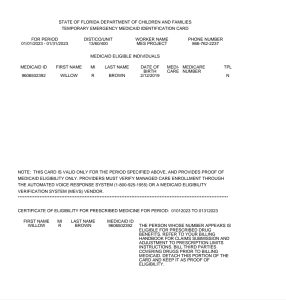 STATE OF FLORIDA DEPARTMENT OF CHILDREN AND FAMILIES
TEMPORARY EMERGENCY MEDICAID IDENTIFICATION CARD
FOR PERIOD DIST/CO/UNIT WORKER NAME PHONE NUMBER
01/01/2023 - 01/31/2023 13/60/400 MEG PROJECT 866-762-2237
MEDICAID ELIGIBLE INDIVIDUALS
MEDICAID ID FIRST NAME MI LAST NAME DATE OF BIRTH MEDI-CARE MEDICARE NUMBER TPL
9606602392 WILLOW R BROWN 2/12/2019 N
NOTE: THIS CARD IS VALID ONLY FOR THE PERIOD SPECIFIED ABOVE; AND PROVIDES PROOF OF
MEDICAID ELIGIBILITY ONLY. PROVIDERS MUST VERIFY MANAGED CARE ENROLLMENT THROUGH
THE AUTOMATED VOICE RESPONSE SYSTEM (1-800-925-1955) OR A MEDICAID ELIGIBILITY
VERIFICATION SYSTEM (MEVS) VENDOR.
CERTIFICATE OF ELIGIBILITY FOR PRESCRIBED MEDICINE FOR PERIOD: 01/01/2023 TO 01/31/2023
FIRST NAME MI LAST NAME MEDICAID ID
WILLOW R BROWN 9606602392 THE PERSON WHOSE NUMBER APPEARS IS
ELIGIBLE FOR PRESCRIBED DRUG
BENEFITS. REFER TO YOUR BILLING
HANDBOOK FOR CLAIMS SUBMISSION AND
ADJUSTMENT TO PRESCRIPTION LIMITS
INSTRUCTIONS. BILL THIRD PARTIES
COVERING DRUGS PRIOR TO BILLING
MEDICAID. DETACH THIS PORTION OF THE
CARD AND KEEP IT AS PROOF OF
ELIGIBILITY.